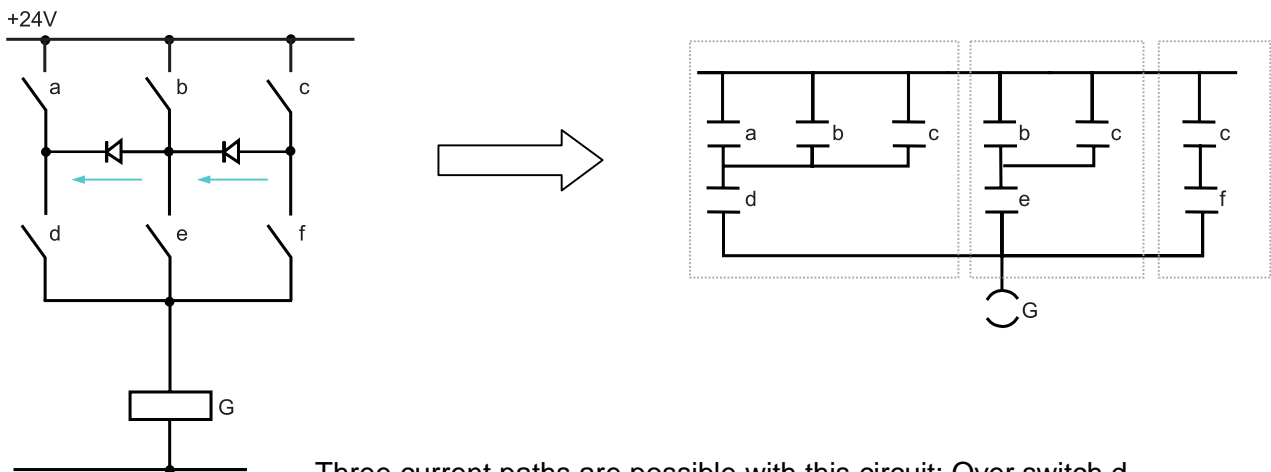 +24V
a b c
d e f
G
a b c b c c
d e f
G
Three current paths are possible with this circuit: Over switch d